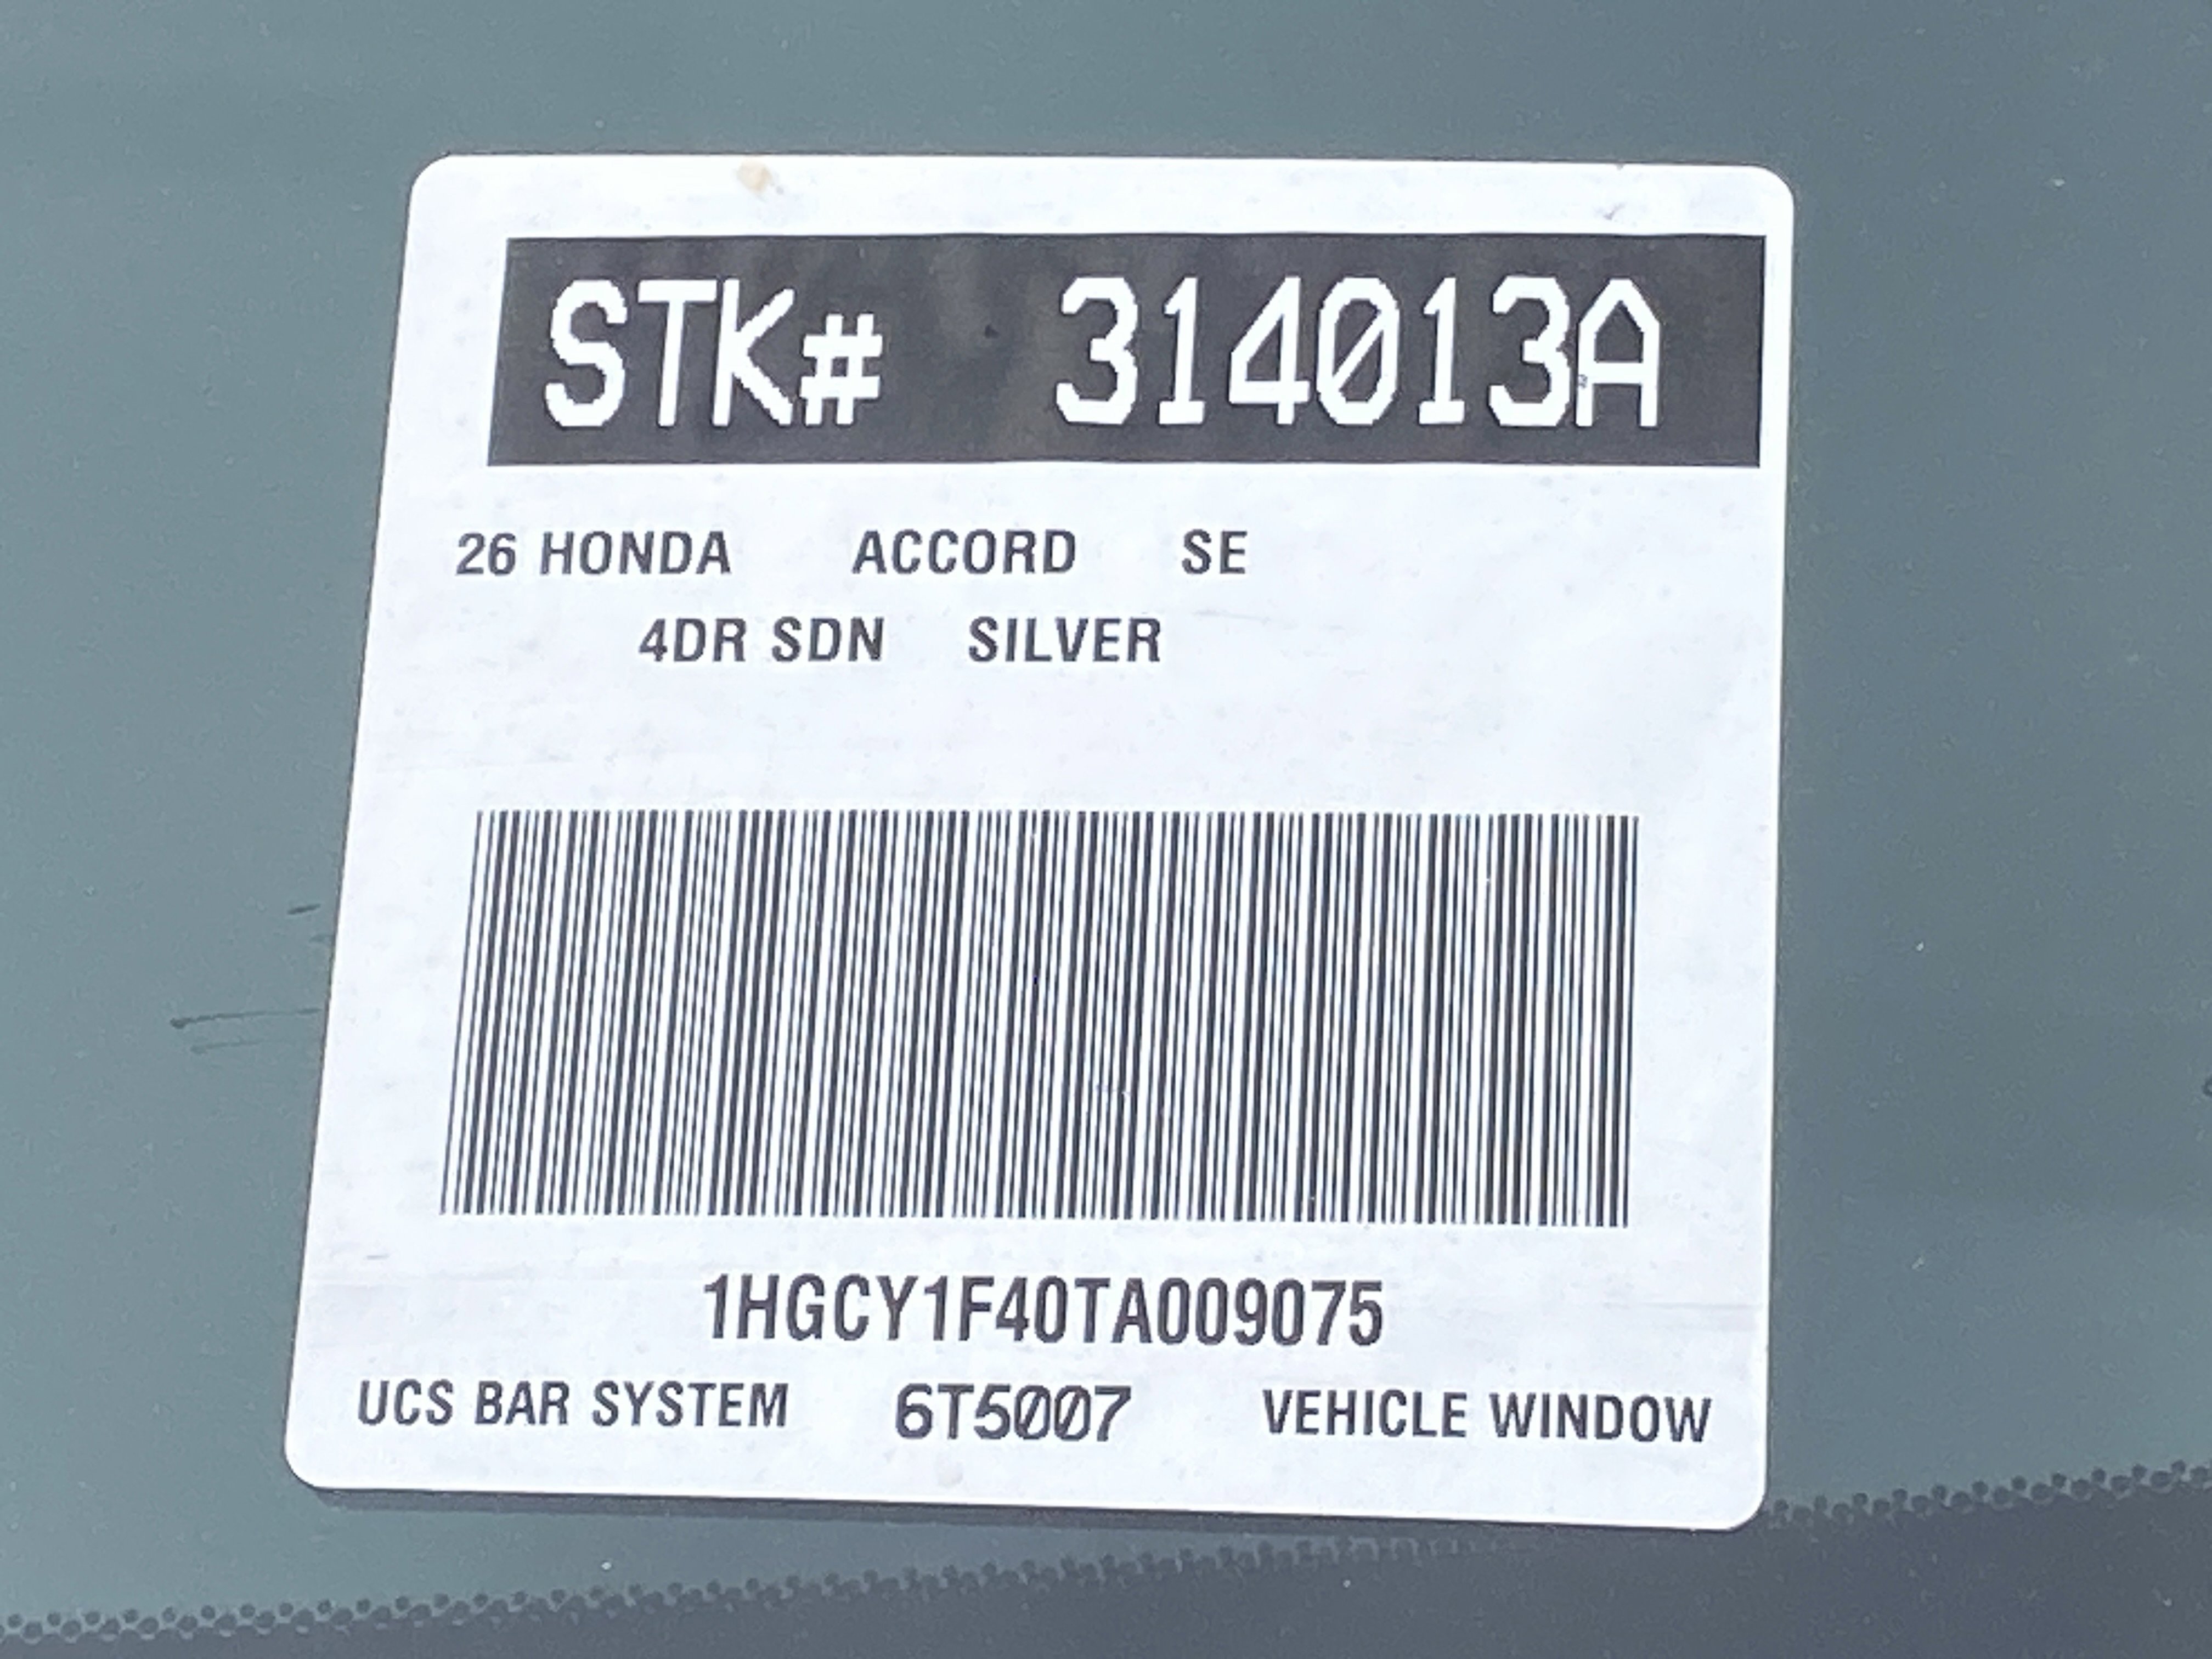 STK# 314013A
26 HONDA ACCORD SE
4DR SDN SILVER
1HGCY1F40TA009075
UCS BAR SYSTEM 6T5007 VEHICLE WINDOW